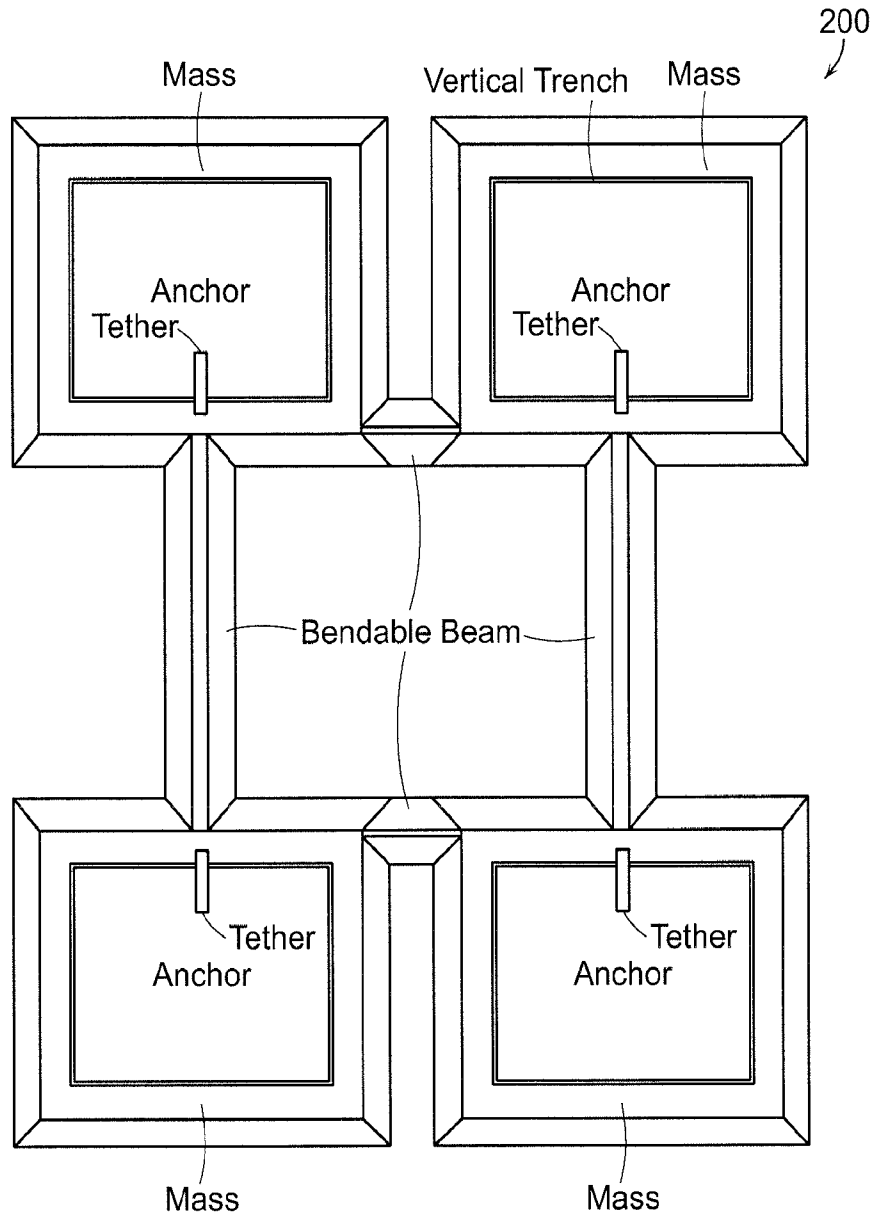 200
Mass
Vertical Trench
Mass
Anchor
Tether
Anchor
Tether
Bendable Beam
Tether
Anchor
Tether
Anchor
Mass
Mass